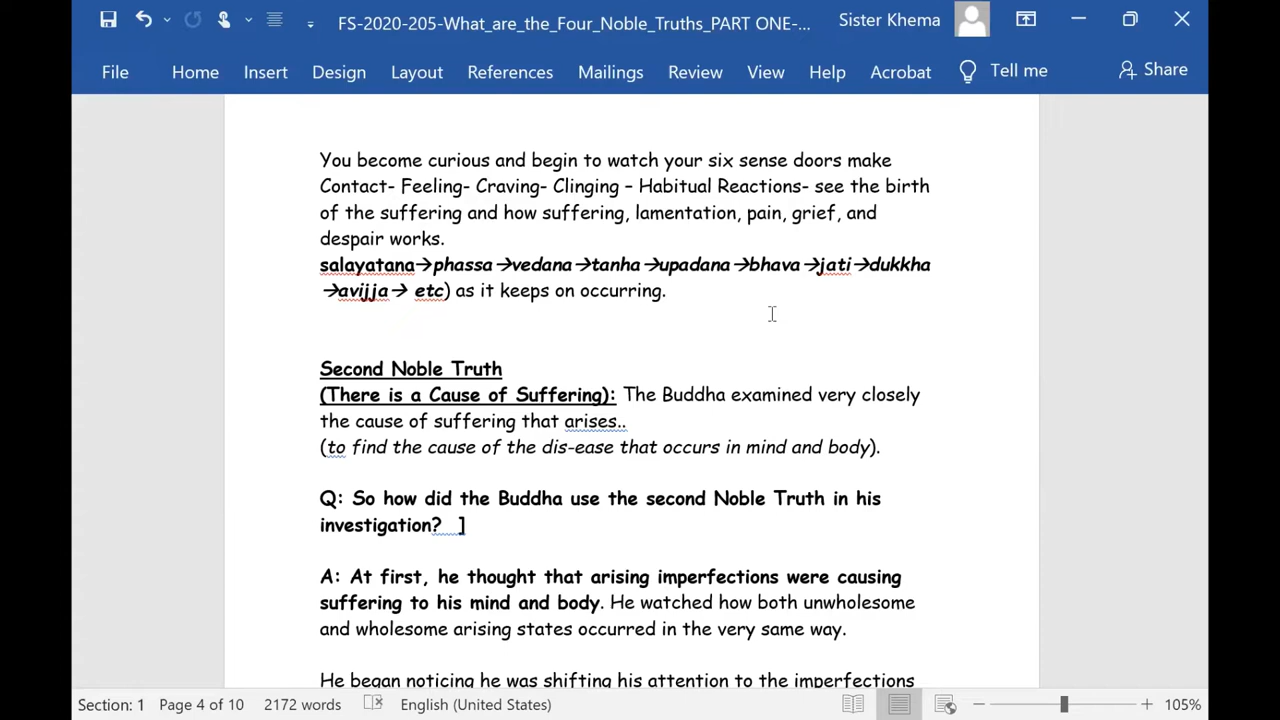 FS-2020-205-What_are_the_Four_Noble_Truths_PART ONE-...
Sister Khema
File Home Insert Design Layout References Mailings Review View Help Acrobat Tell me Share
You become curious and begin to watch your six sense doors make
Contact- Feeling- Craving- Clinging – Habitual Reactions- see the birth
of the suffering and how suffering, lamentation, pain, grief, and
despair works.
salayatana→phassa→vedana→tanha→upadana→bhava→jati→dukkha
→avijja→ etc) as it keeps on occurring.
Second Noble Truth
(There is a Cause of Suffering): The Buddha examined very closely
the cause of suffering that arises..
(to find the cause of the dis-ease that occurs in mind and body).
Q: So how did the Buddha use the second Noble Truth in his
investigation? ]
A: At first, he thought that arising imperfections were causing
suffering to his mind and body. He watched how both unwholesome
and wholesome arising states occurred in the very same way.
He began noticing he was shifting his attention to the imperfections
Section: 1 Page 4 of 10 2172 words English (United States) 105%